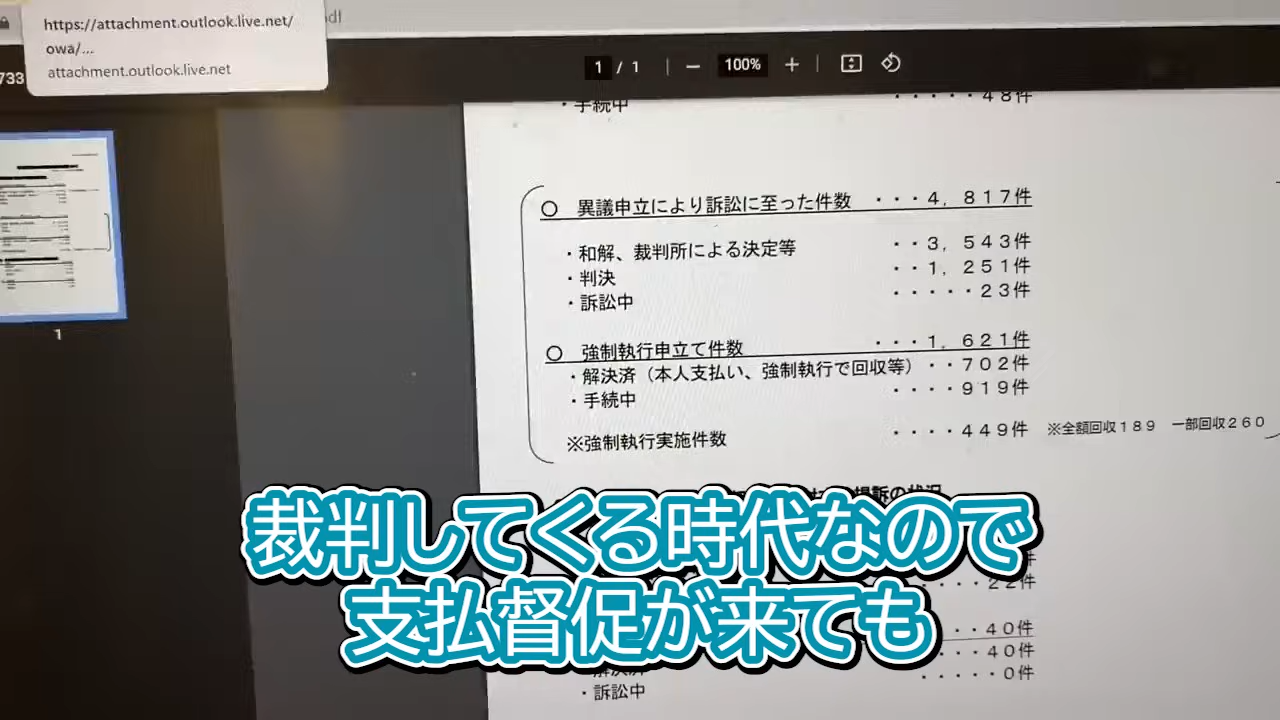 https://attachment.outlook.live.net/
owa/...
attachment.outlook.live.net
733
1 / 1 − 100% +
・手続中 ・・・・・48件
○ 異議申立により訴訟に至った件数 ・・・4，817件
・和解、裁判所による決定等 ・・3，543件
・判決 ・・1，251件
・訴訟中 ・・・・・23件
○ 強制執行申立て件数 ・・・1，621件
・解決済（本人支払い、強制執行で回収等） ・・702件
・手続中 ・・・・919件
※強制執行実施件数 ・・・・449件 ※全額回収189 一部回収260
1
裁判してくる時代なので
支払督促が来ても
・・・・22件
・・40件
・・・40件
・・・・・0件
・訴訟中